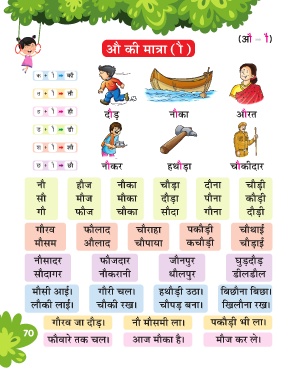 औ की मात्रा ( ौ )
(औ – ौ)
दौड़ नौका औरत
नौकर हथौड़ा चौकीदार
नौ हौज नौका चौड़ा दौना चौड़ी
सौ मौज मौका दौड़ा पौना कौड़ी
गौ फौज चौका सौदा गौना दौड़ी
गौरव फौलाद चौराहा पकौड़ी चौथाई
मौसम औलाद चौपाया कचौड़ी चौड़ाई
नौसादर फौजदार जौनपुर घुड़दौड़
सौदागर नौकरानी धौलपुर डीलडौल
मौसी आई। गौरी चल। हथौड़ी उठा। बिछौना बिछा।
लौकी लाई। चौकी रख। चौपड़ बना। खिलौना रख।
गौरव जा दौड़। नौ मौसमी ला। पकौड़ी भी ला।
फौवारे तक चल। आज मौका है। मौज कर ले।
70